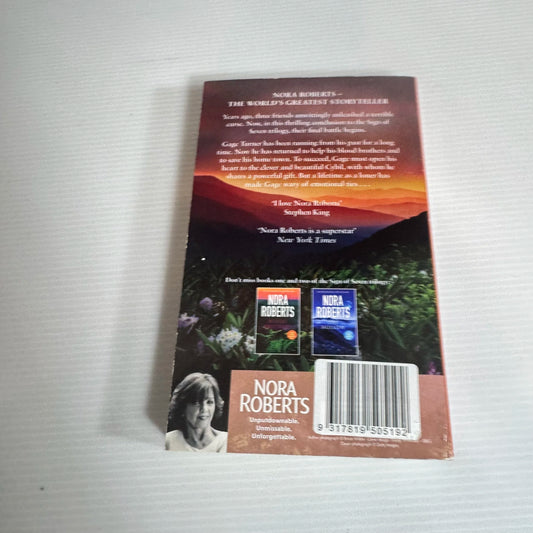 NORA ROBERTS –
THE WORLD'S GREATEST STORYTELLER
Years ago, three friends unwittingly unleashed a terrible
curse. Now, in this thrilling conclusion to the Sign of
Seven trilogy, their final battle begins.
Gage Turner has been running from his past for a long
time. Now he has returned to help his blood brothers and
to save his home town. To succeed, Gage must open his
heart to the clever and beautiful Cybil, with whom he
shares a powerful gift. But a lifetime as a loner has
made Gage wary of emotional ties . . .
'I love Nora Roberts'
Stephen King
'Nora Roberts is a superstar'
New York Times
Don't miss books one and two of the Sign of Seven trilogy:
NORA
ROBERTS
NORA
ROBERTS
NORA
ROBERTS
Unputdownable.
Unmissable.
Unforgettable.
9 317819 505192